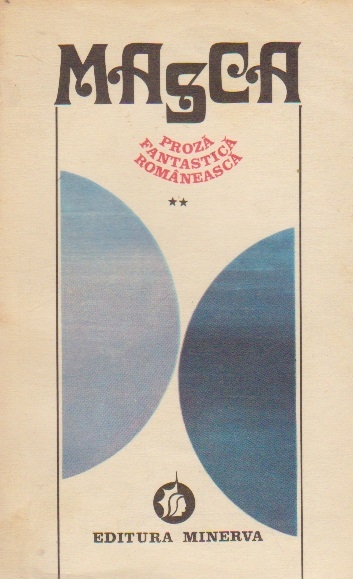 MASCA
PROZĂ
FANTASTICĂ
ROMÂNEASCĂ
**
EDITURA MINERVA